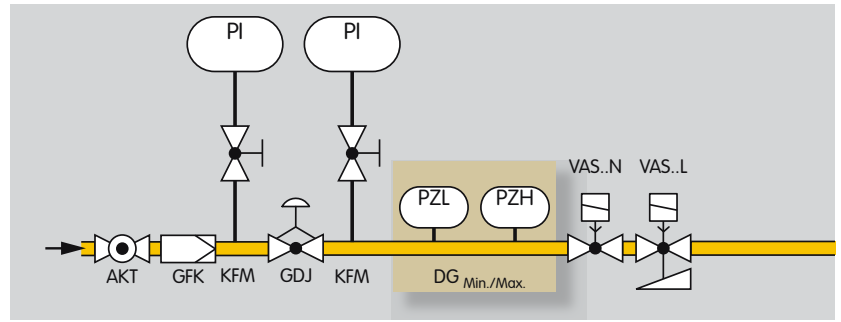 PI PI
VAS..N VAS..L
PZL PZH
AKT GFK KFM GDJ KFM DG Min./Max.